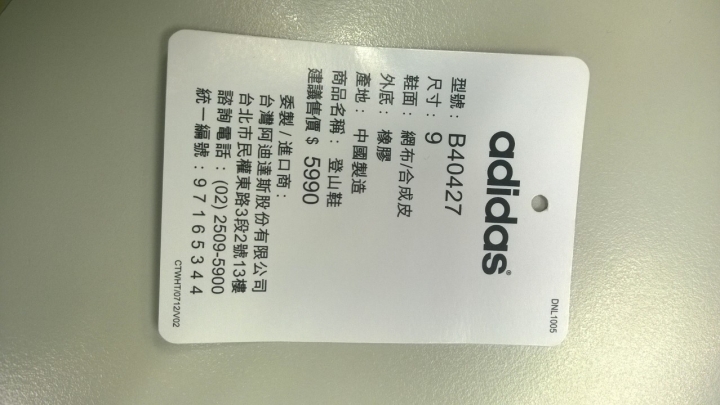 DNL1005
adidas®
型號： B40427
尺寸： 9
鞋面： 網布/合成皮
外底： 橡膠
產地： 中國製造
商品名稱： 登山鞋
建議售價 $ 5990
委製 / 進口商：
台灣阿迪達斯股份有限公司
台北市民權東路3段2號13樓
諮詢電話：(02) 2509-5900
統一編號：97165344
CTWHT/0712/V02